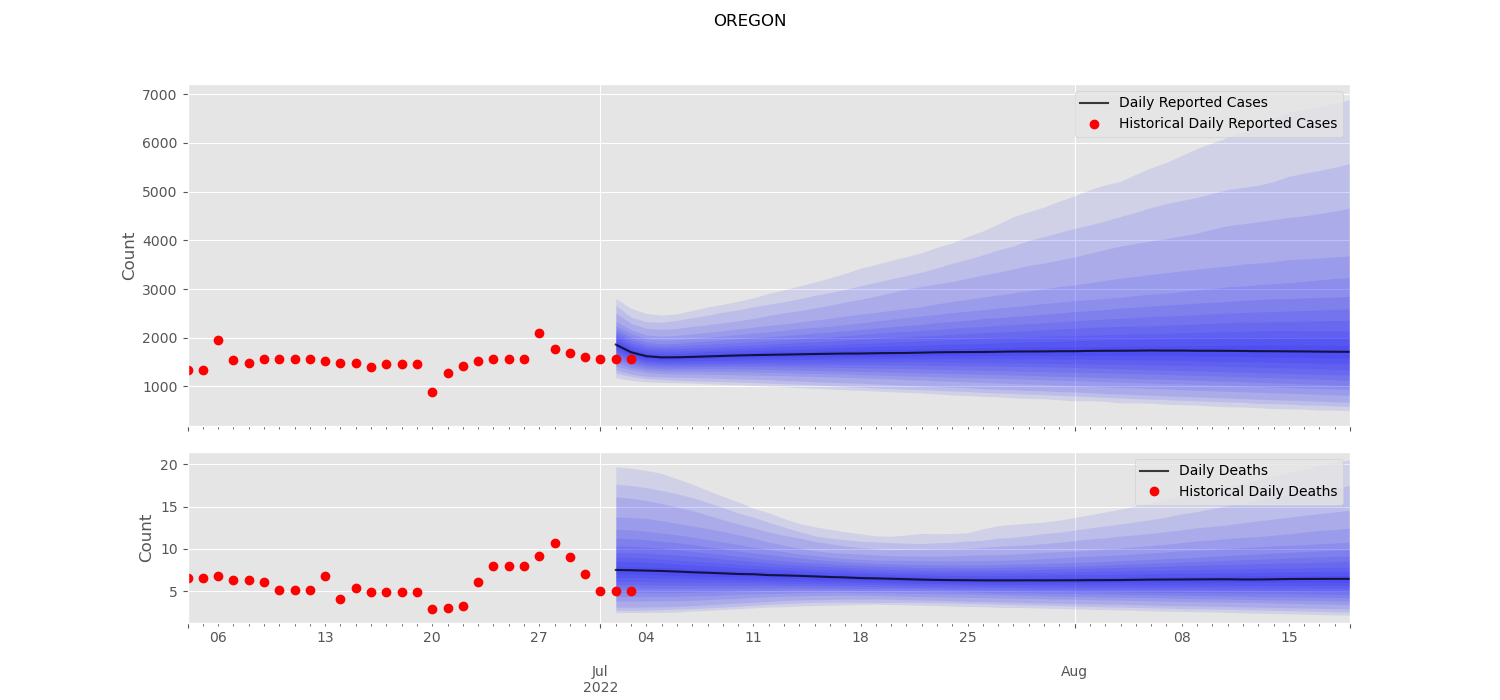 OREGON
7000
6000
5000
4000
3000
2000
1000
Count
Daily Reported Cases
Historical Daily Reported Cases
20
15
10
5
Count
Daily Deaths
Historical Daily Deaths
06 13 20 27 04 11 18 25 08 15
Jul Aug
2022